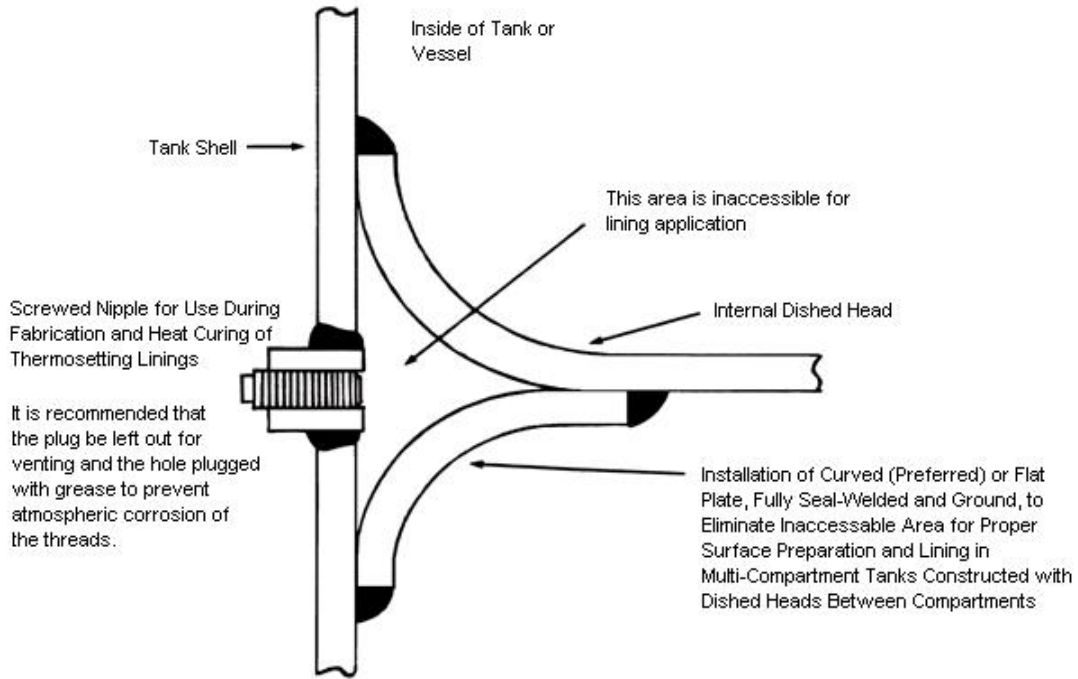 Inside of Tank or
Vessel
Tank Shell
This area is inaccessible for
lining application
Screwed Nipple for Use During
Fabrication and Heat Curing of
Thermosetting Linings
Internal Dished Head
It is recommended that
the plug be left out for
venting and the hole plugged
with grease to prevent
atmospheric corrosion of
the threads.
Installation of Curved (Preferred) or Flat
Plate, Fully Seal-Welded and Ground, to
Eliminate Inaccessable Area for Proper
Surface Preparation and Lining in
Multi-Compartment Tanks Constructed with
Dished Heads Between Compartments